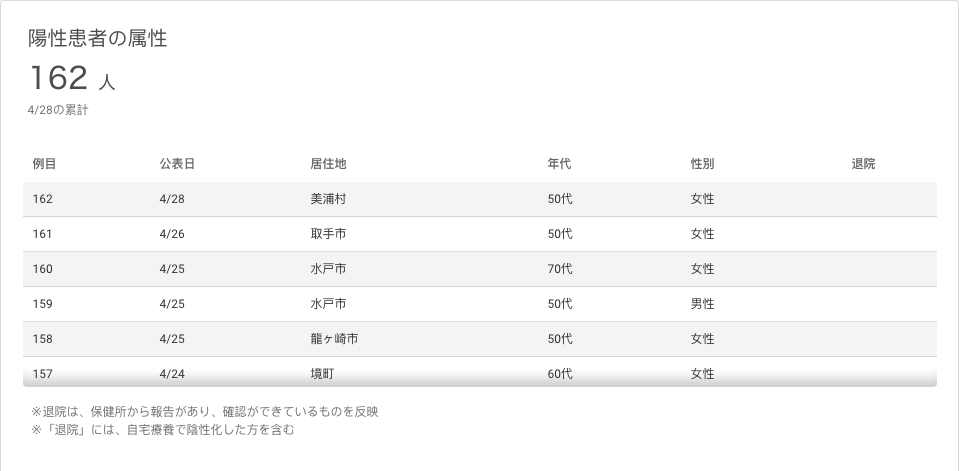 陽性患者の属性
162 人
4/28の累計
例目 公表日 居住地 年代 性別 退院
162 4/28 美浦村 50代 女性
161 4/26 取手市 50代 女性
160 4/25 水戸市 70代 女性
159 4/25 水戸市 50代 男性
158 4/25 龍ヶ崎市 50代 女性
157 4/24 境町 60代 女性
※退院は、保健所から報告があり、確認ができているものを反映
※「退院」には、自宅療養で陰性化した方を含む